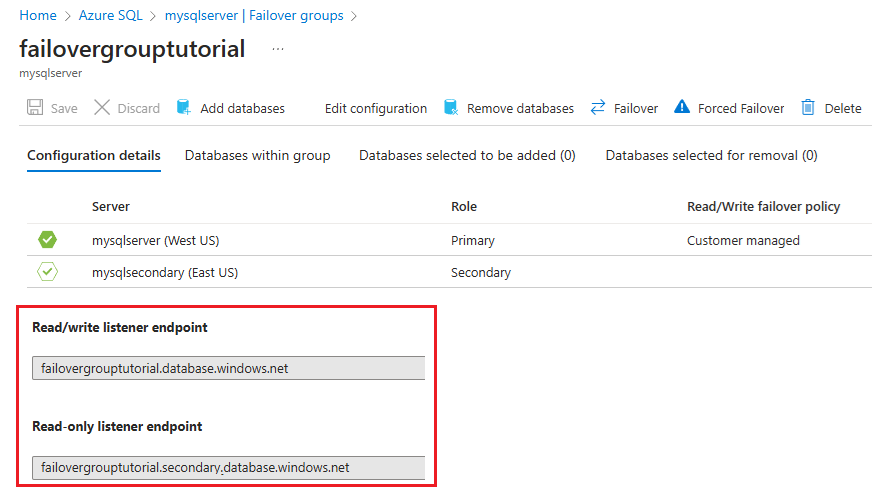 Home > Azure SQL > mysqlserver | Failover groups >
failovergrouptutorial ...
mysqlserver
Save Discard Add databases Edit configuration Remove databases Failover Forced Failover Delete
Configuration details Databases within group Databases selected to be added (0) Databases selected for removal (0)
Server Role Read/Write failover policy
mysqlserver (West US) Primary Customer managed
mysqlsecondary (East US) Secondary
Read/write listener endpoint
failovergrouptutorial.database.windows.net
Read-only listener endpoint
failovergrouptutorial.secondary.database.windows.net